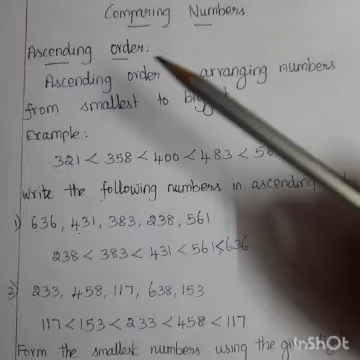 Comparing Numbers
Ascending order:
Ascending order arranging numbers
from smallest to
Example:
321 < 358 < 400 < 483 <
write the following numbers in ascending
1) 636, 431, 383, 238, 561
238 < 383 < 431 < 561 < 636
2) 233, 458, 117, 638, 153
117 < 153 < 233 < 458 < 117
Form the smallest numbers using the
InShot